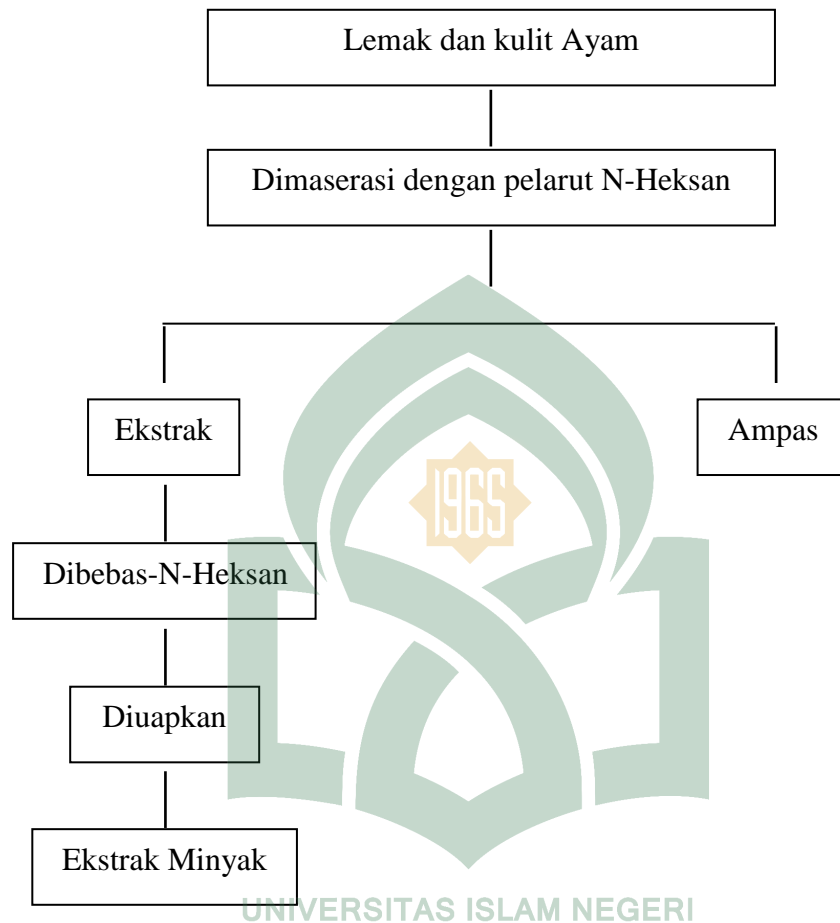 Lemak dan kulit Ayam
Dimaserasi dengan pelarut N-Heksan
Ekstrak
Ampas
1965
Dibebas-N-Heksan
Diuapkan
Ekstrak Minyak
UNIVERSITAS ISLAM NEGERI